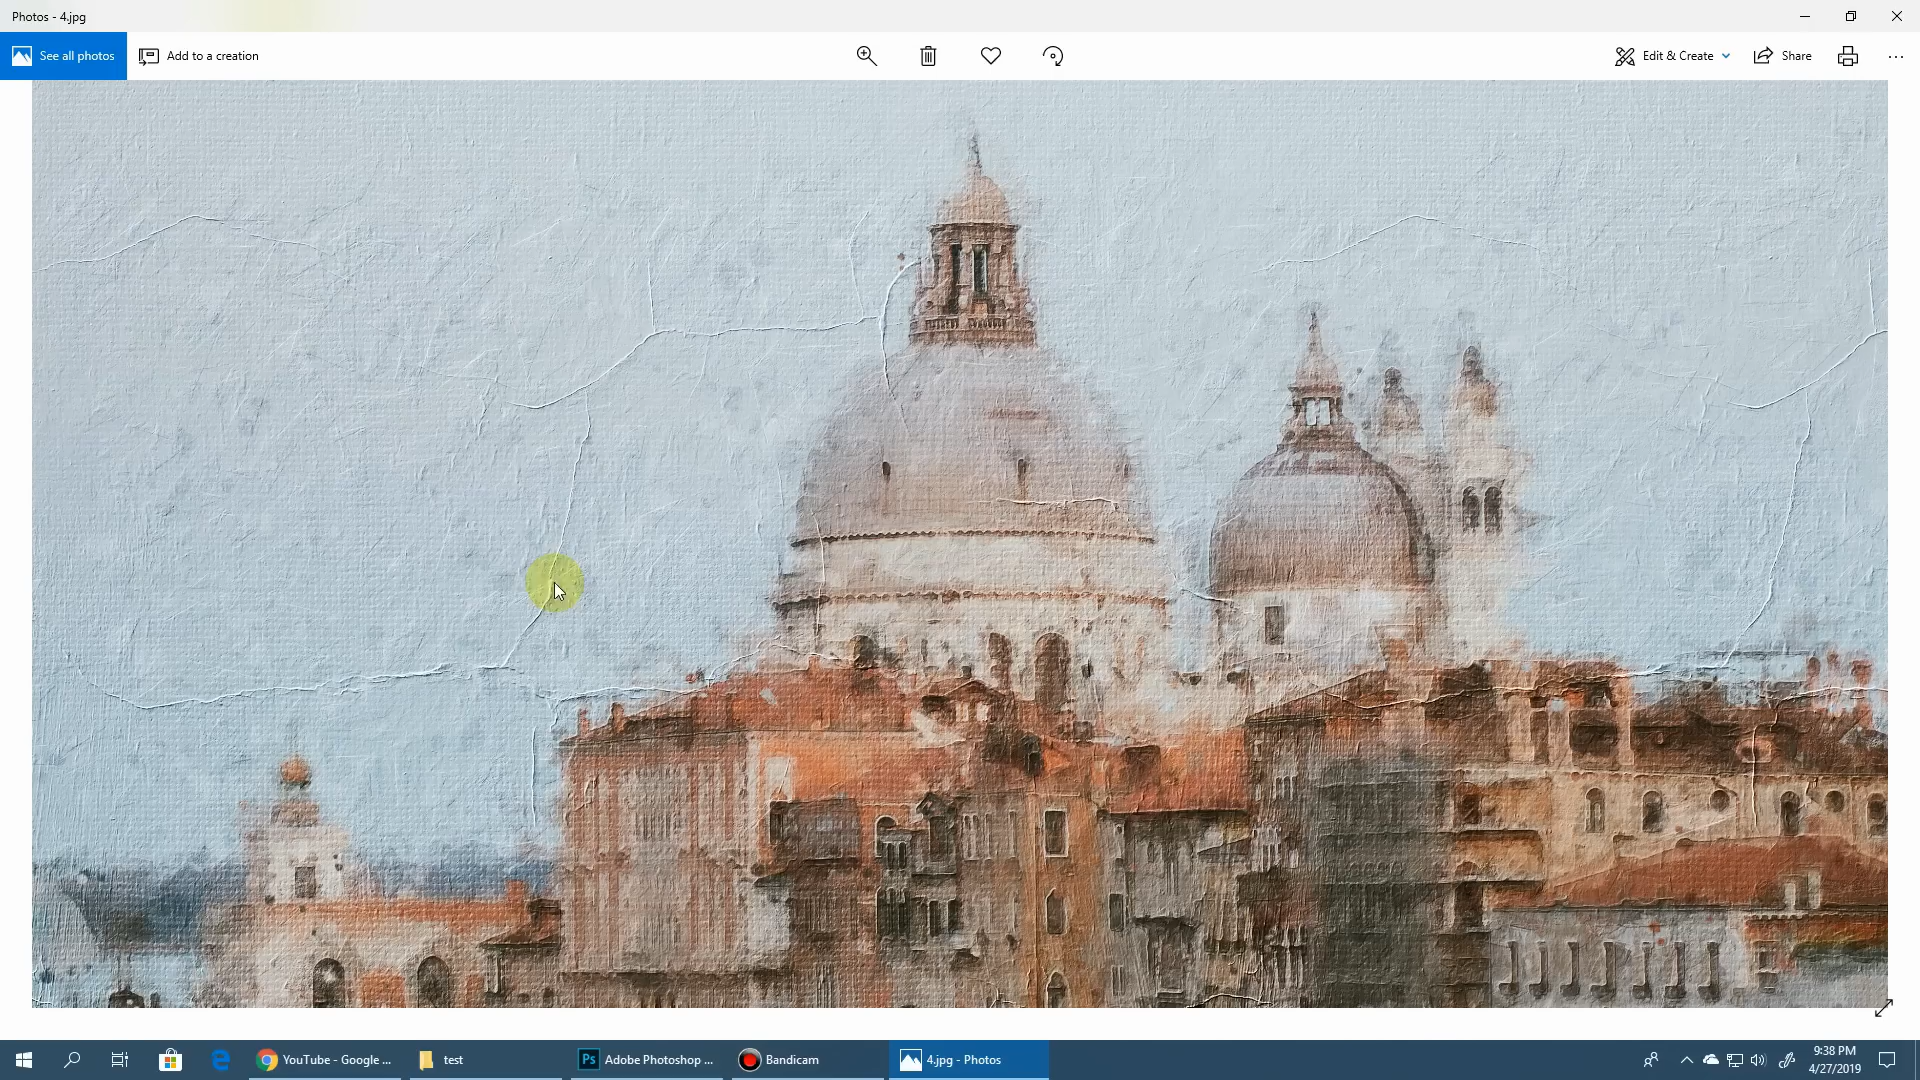 Photos - 4.jpg
See all photos
Add to a creation
Edit & Create
Share
YouTube - Google ...
test
Ps
Adobe Photoshop ...
Bandicam
4.jpg - Photos
9:38 PM
4/27/2019